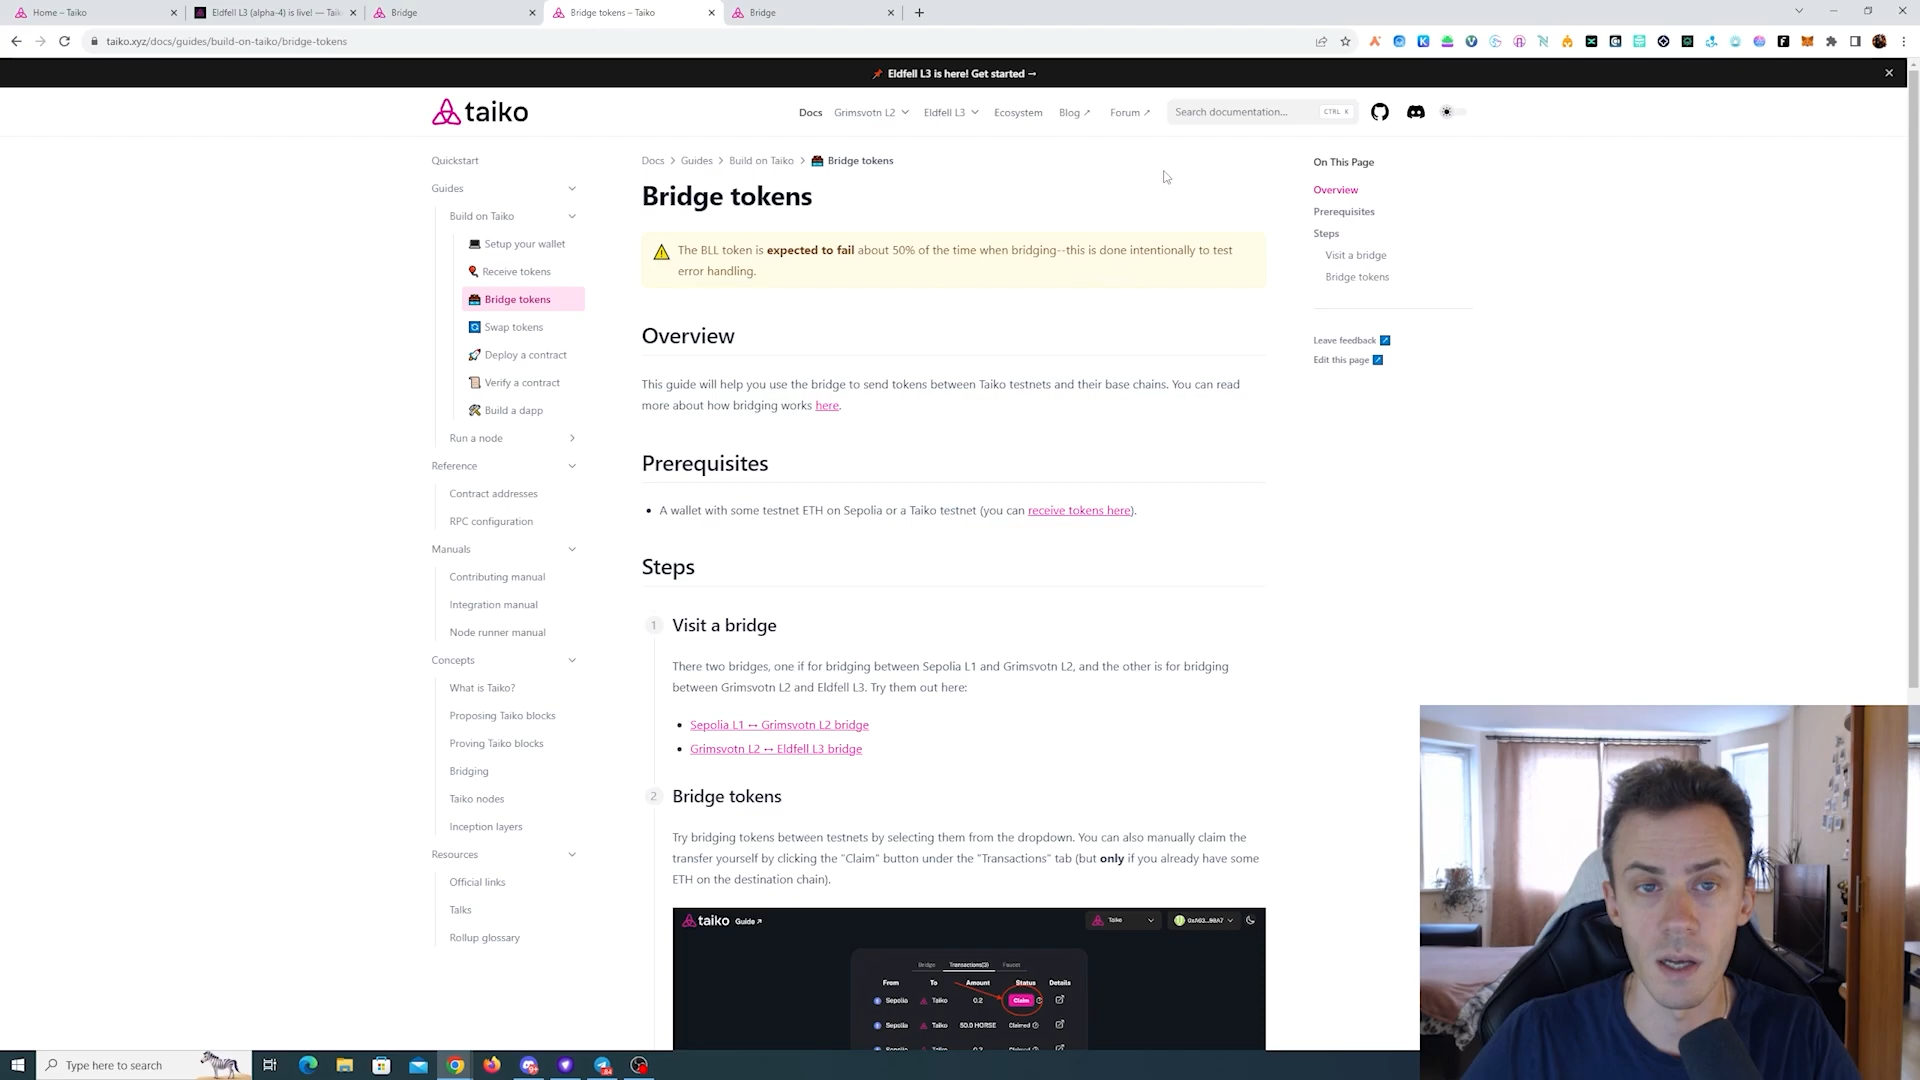 Home – Taiko
Eldfell L3 (alpha-4) is live! — Taik
Bridge
Bridge tokens – Taiko
Bridge
taiko.xyz/docs/guides/build-on-taiko/bridge-tokens
📌 Eldfell L3 is here! Get started →
taiko
Docs
Grimsvotn L2
Eldfell L3
Ecosystem
Blog ↗
Forum ↗
Search documentation...
CTRL K
Quickstart
Guides
Build on Taiko
Setup your wallet
Receive tokens
Bridge tokens
Swap tokens
Deploy a contract
Verify a contract
Build a dapp
Run a node
Reference
Contract addresses
RPC configuration
Manuals
Contributing manual
Integration manual
Node runner manual
Concepts
What is Taiko?
Proposing Taiko blocks
Proving Taiko blocks
Bridging
Taiko nodes
Inception layers
Resources
Official links
Talks
Rollup glossary
Docs > Guides > Build on Taiko > Bridge tokens
Bridge tokens
The BLL token is expected to fail about 50% of the time when bridging--this is done intentionally to test
error handling.
Overview
This guide will help you use the bridge to send tokens between Taiko testnets and their base chains. You can read
more about how bridging works here.
Prerequisites
• A wallet with some testnet ETH on Sepolia or a Taiko testnet (you can receive tokens here).
Steps
1 Visit a bridge
There two bridges, one if for bridging between Sepolia L1 and Grimsvotn L2, and the other is for bridging
between Grimsvotn L2 and Eldfell L3. Try them out here:
• Sepolia L1 ↔ Grimsvotn L2 bridge
• Grimsvotn L2 ↔ Eldfell L3 bridge
2 Bridge tokens
Try bridging tokens between testnets by selecting them from the dropdown. You can also manually claim the
transfer yourself by clicking the "Claim" button under the "Transactions" tab (but only if you already have some
ETH on the destination chain).
taiko Guide ↗
Taiko
Bridge Transactions(3) Faucet
From To Amount Status Details
Sepolia Taiko 0.2 Claim
Sepolia Taiko 50.0 HORSE Claimed
On This Page
Overview
Prerequisites
Steps
Visit a bridge
Bridge tokens
Leave feedback
Edit this page
Type here to search